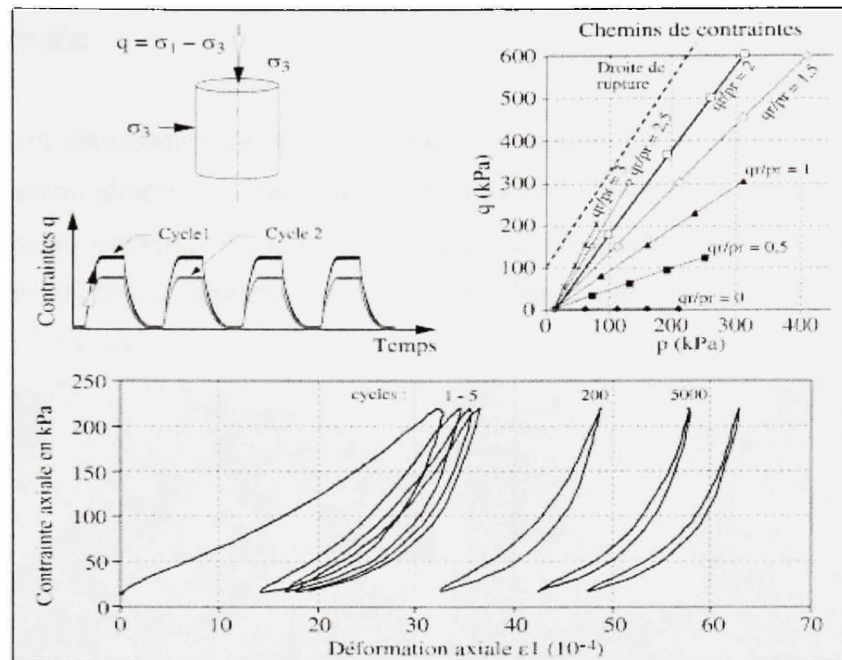 Chemins de contraintes
q = σ1 − σ3
σ3
σ3
Cycle1
Cycle 2
Contraintes q
Temps
600
500
400
300
200
100
0
q (kPa)
Droite de
rupture
qr/pr = 3
qr/pr = 2,5
qr/pr = 2
qr/pr = 1,5
qr/pr = 1
qr/pr = 0,5
qr/pr = 0
0 100 200 300 400
p (kPa)
250
200
150
100
50
0
Contrainte axiale en kPa
cycles : 1 - 5 200 5000
0 10 20 30 40 50 60 70
Déformation axiale ε1 (10⁻⁴)